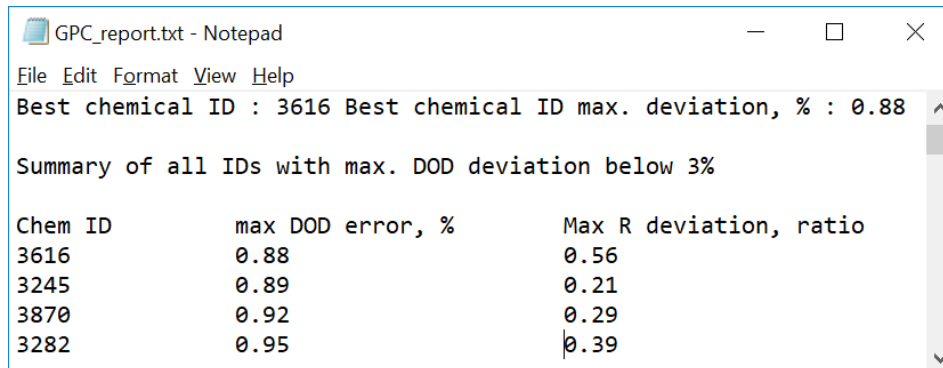 GPC_report.txt - Notepad
File Edit Format View Help
Best chemical ID : 3616 Best chemical ID max. deviation, % : 0.88
Summary of all IDs with max. DOD deviation below 3%
Chem ID max DOD error, % Max R deviation, ratio
3616 0.88 0.56
3245 0.89 0.21
3870 0.92 0.29
3282 0.95 0.39